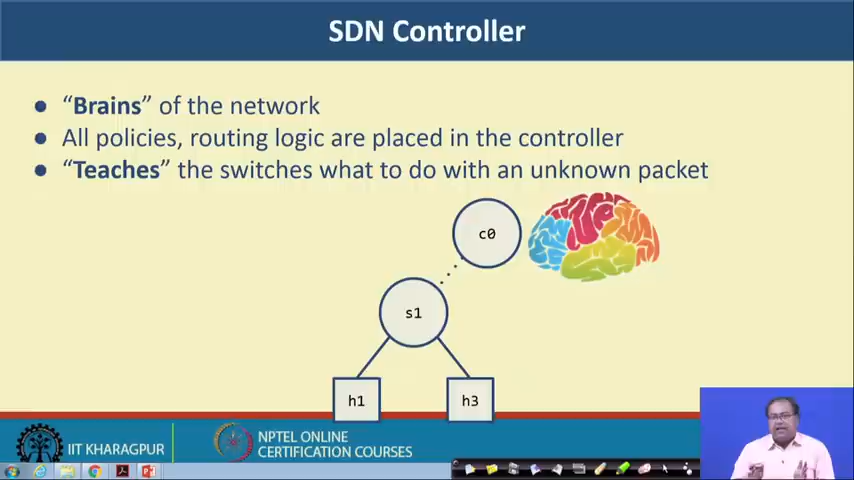 SDN Controller
● “Brains” of the network
● All policies, routing logic are placed in the controller
● “Teaches” the switches what to do with an unknown packet
c0
s1
h1
h3
IIT KHARAGPUR
NPTEL ONLINE
CERTIFICATION COURSES